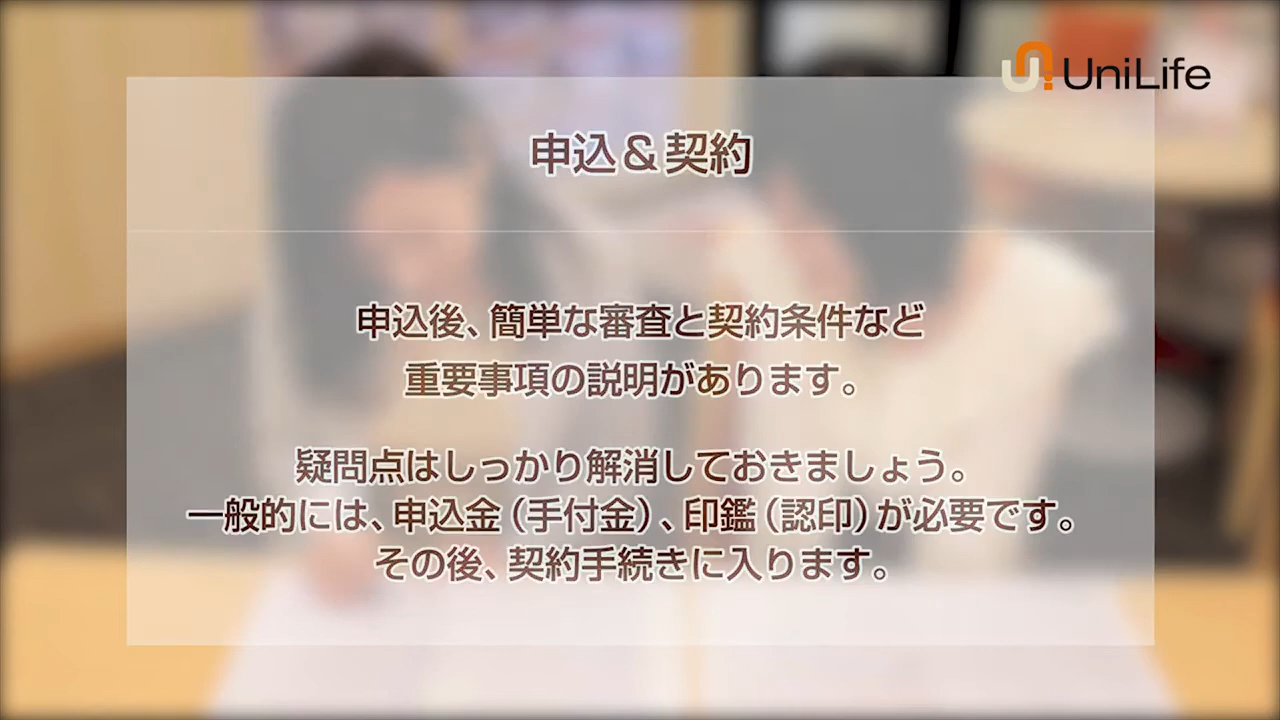 UniLife
申込&契約
申込後、簡単な審査と契約条件など
重要事項の説明があります。
疑問点はしっかり解消しておきましょう。
一般的には、申込金(手付金)、印鑑(認印)が必要です。
その後、契約手続きに入ります。